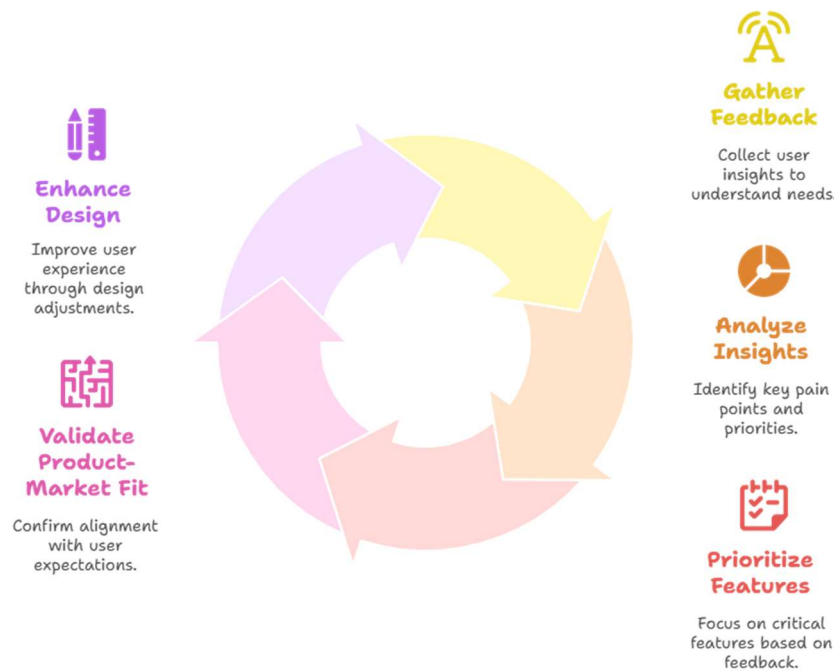 Gather
Feedback
Collect user
insights to
understand needs.
Analyze
Insights
Identify key pain
points and
priorities.
Prioritize
Features
Focus on critical
features based on
feedback.
Validate
Product-
Market Fit
Confirm alignment
with user
expectations.
Enhance
Design
Improve user
experience
through design
adjustments.